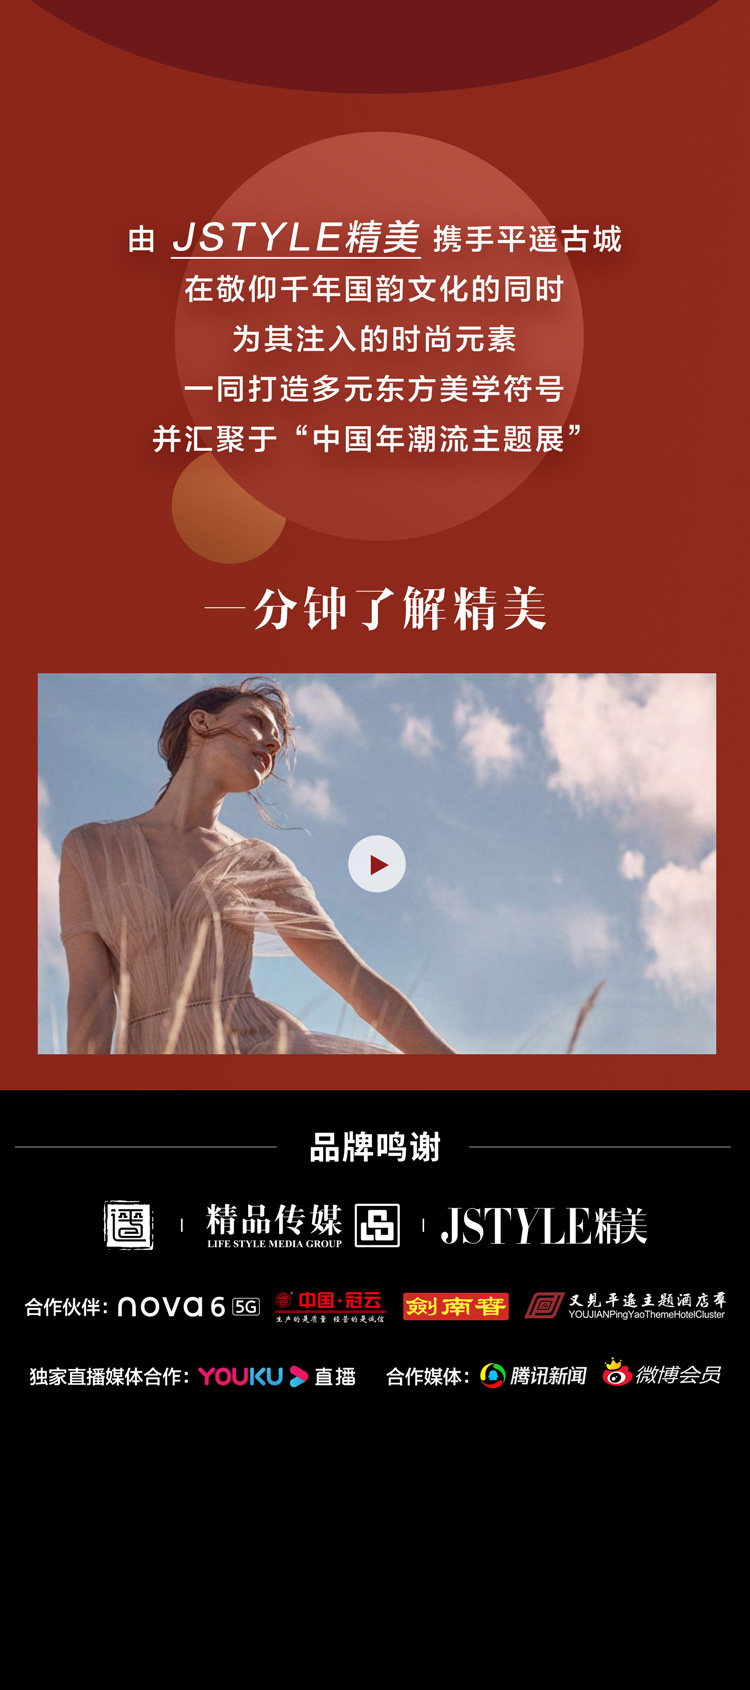 由 JSTYLE精美 携手平遥古城
在敬仰千年国韵文化的同时
为其注入的时尚元素
一同打造多元东方美学符号
并汇聚于“中国年潮流主题展”
一分钟了解精美
品牌鸣谢
精品传媒
LIFE STYLE MEDIA GROUP
JSTYLE精美
合作伙伴: nova 6 5G
中国·冠云
生产的是质量 经营的是诚信
劍南春
又見平遥主题酒店羣
YOUJIANPingYaoThemeHotelCluster
独家直播媒体合作: YOUKU 直播
合作媒体: 腾讯新闻 微博会员